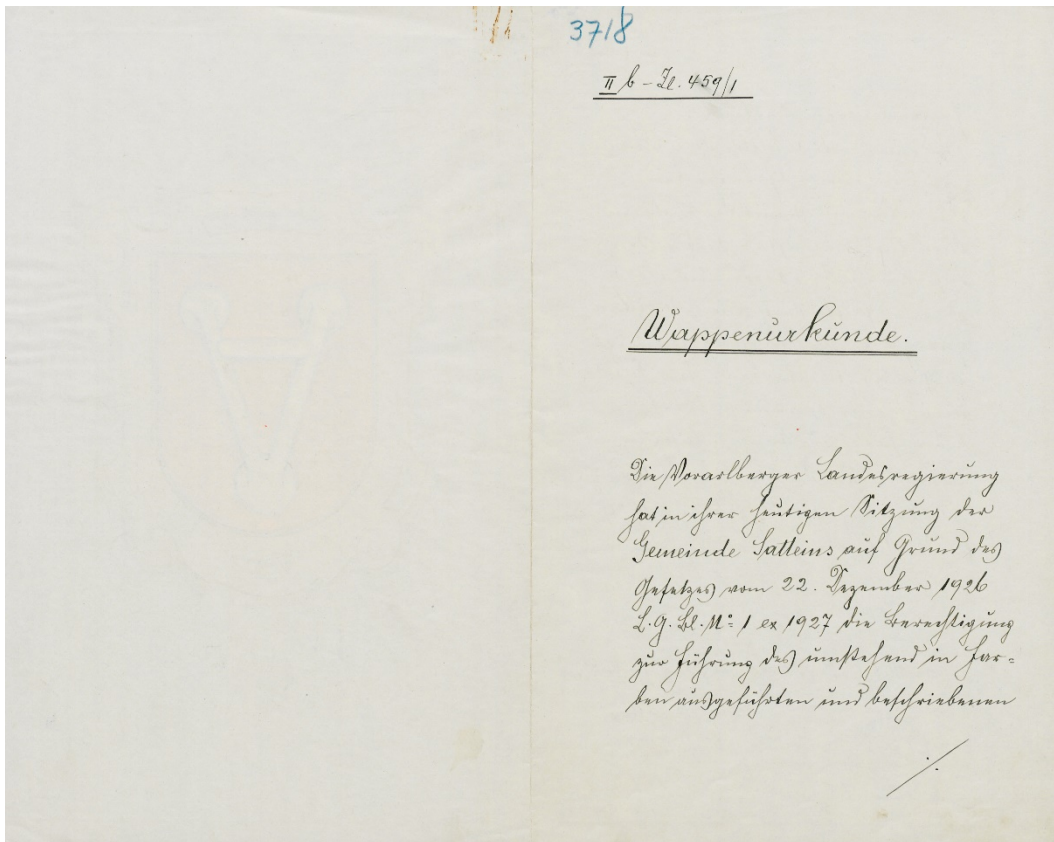 3718
II b - Zl. 459/1
Wappenurkunde.
Die Vorarlberger Landesregierung
hat in ihrer heutigen Sitzung der
Gemeinde Satteins auf Grund des
Gesetzes vom 22. Dezember 1926
L. G. Bl. No 1 ex 1927 die Berechtigung
zur Führung des umstehend in Far=
ben ausgeführten und beschriebenen
./.